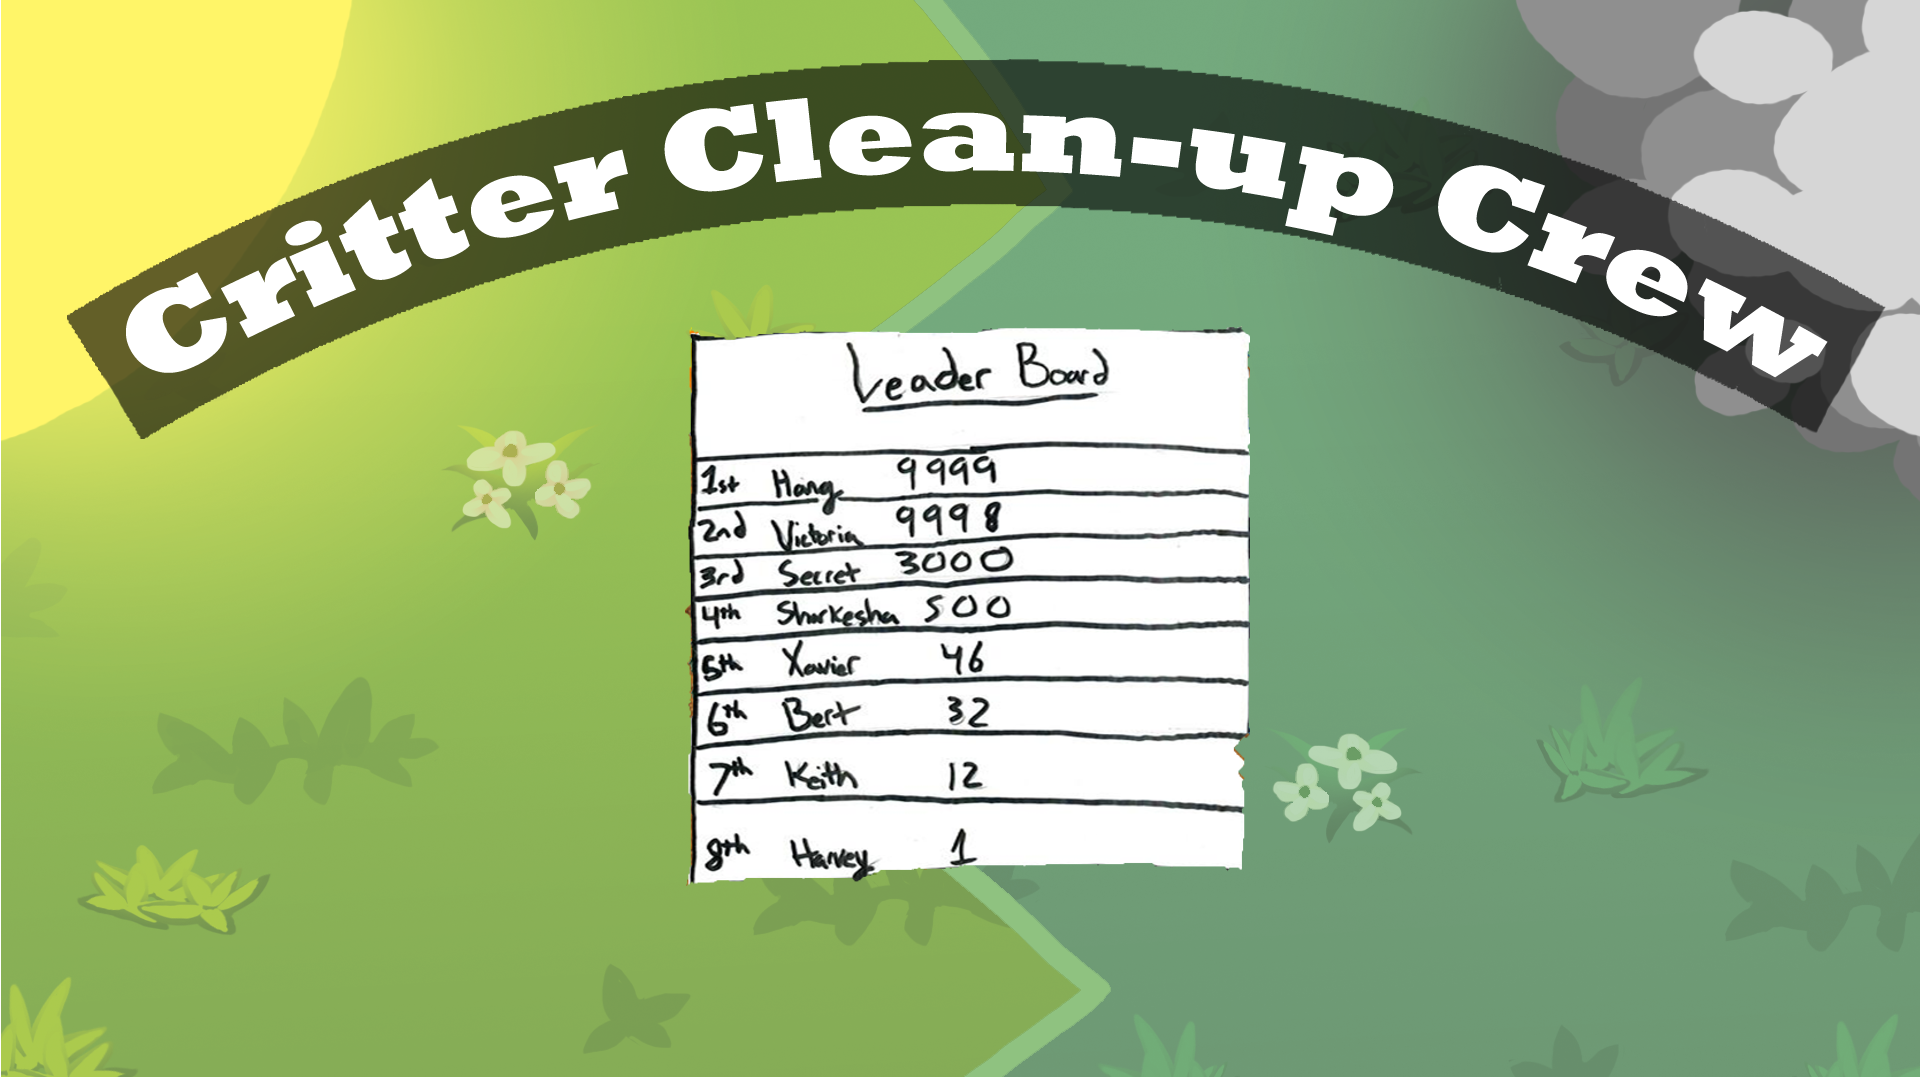 Critter Clean-up Crew
Leader Board
1st Hang 9999
2nd Victoria 9998
3rd Secret 3000
4th Sharkesha 500
5th Xavier 46
6th Bert 32
7th Keith 12
8th Harvey 1